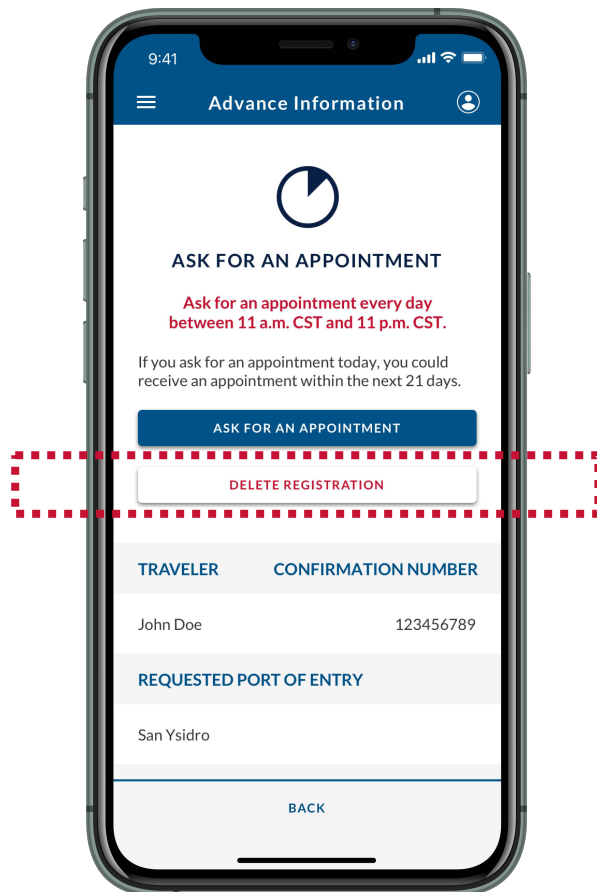 9:41
Advance Information
ASK FOR AN APPOINTMENT
Ask for an appointment every day
between 11 a.m. CST and 11 p.m. CST.
If you ask for an appointment today, you could
receive an appointment within the next 21 days.
ASK FOR AN APPOINTMENT
DELETE REGISTRATION
TRAVELER CONFIRMATION NUMBER
John Doe 123456789
REQUESTED PORT OF ENTRY
San Ysidro
BACK